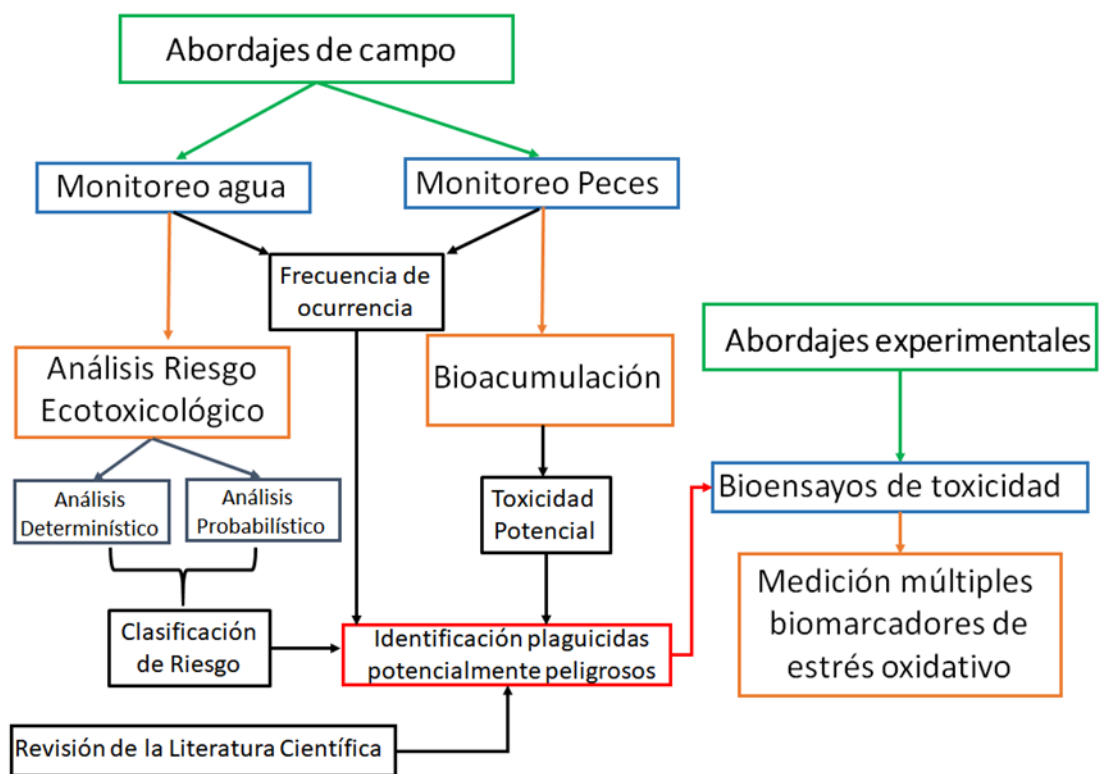 Abordajes de campo
Monitoreo agua
Monitoreo Peces
Frecuencia de
ocurrencia
Análisis Riesgo
Ecotoxicológico
Bioacumulación
Abordajes experimentales
Análisis
Determinístico
Análisis
Probabilístico
Toxicidad
Potencial
Bioensayos de toxicidad
Clasificación
de Riesgo
Identificación plaguicidas
potencialmente peligrosos
Medición múltiples
biomarcadores de
estrés oxidativo
Revisión de la Literatura Científica